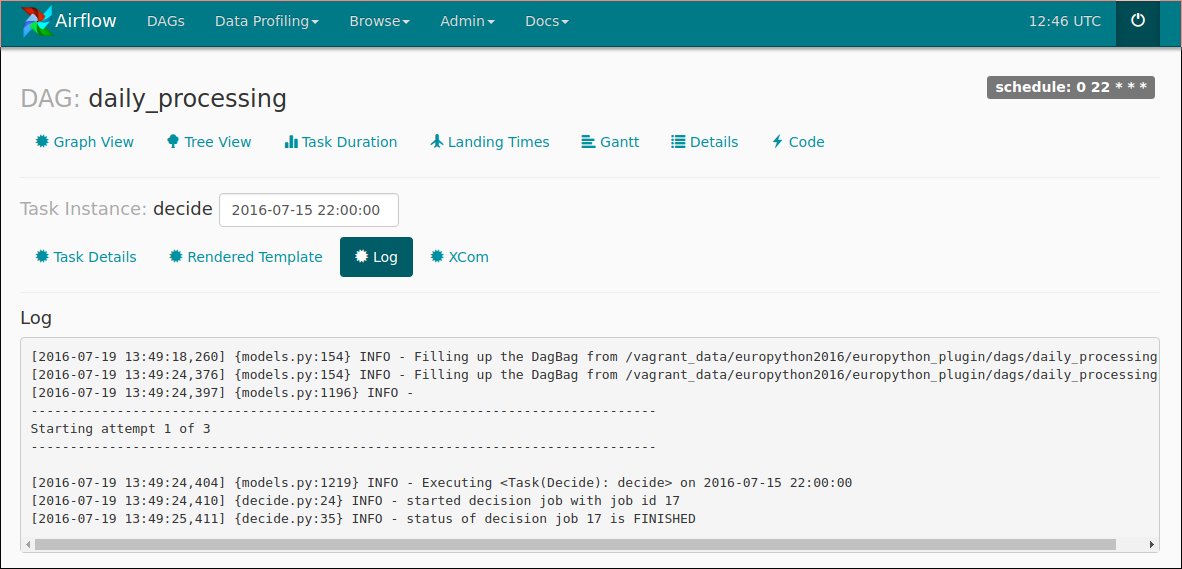 Airflow DAGs Data Profiling Browse Admin Docs 12:46 UTC
DAG: daily_processing schedule: 0 22 * * *
Graph View Tree View Task Duration Landing Times Gantt Details Code
Task Instance: decide 2016-07-15 22:00:00
Task Details Rendered Template Log XCom
Log
[2016-07-19 13:49:18,260] {models.py:154} INFO - Filling up the DagBag from /vagrant_data/europython2016/europython_plugin/dags/daily_processing
[2016-07-19 13:49:24,376] {models.py:154} INFO - Filling up the DagBag from /vagrant_data/europython2016/europython_plugin/dags/daily_processing
[2016-07-19 13:49:24,397] {models.py:1196} INFO -
--------------------------------------------------------------------------------
Starting attempt 1 of 3
--------------------------------------------------------------------------------
[2016-07-19 13:49:24,404] {models.py:1219} INFO - Executing <Task(Decide): decide> on 2016-07-15 22:00:00
[2016-07-19 13:49:24,410] {decide.py:24} INFO - started decision job with job id 17
[2016-07-19 13:49:25,411] {decide.py:35} INFO - status of decision job 17 is FINISHED